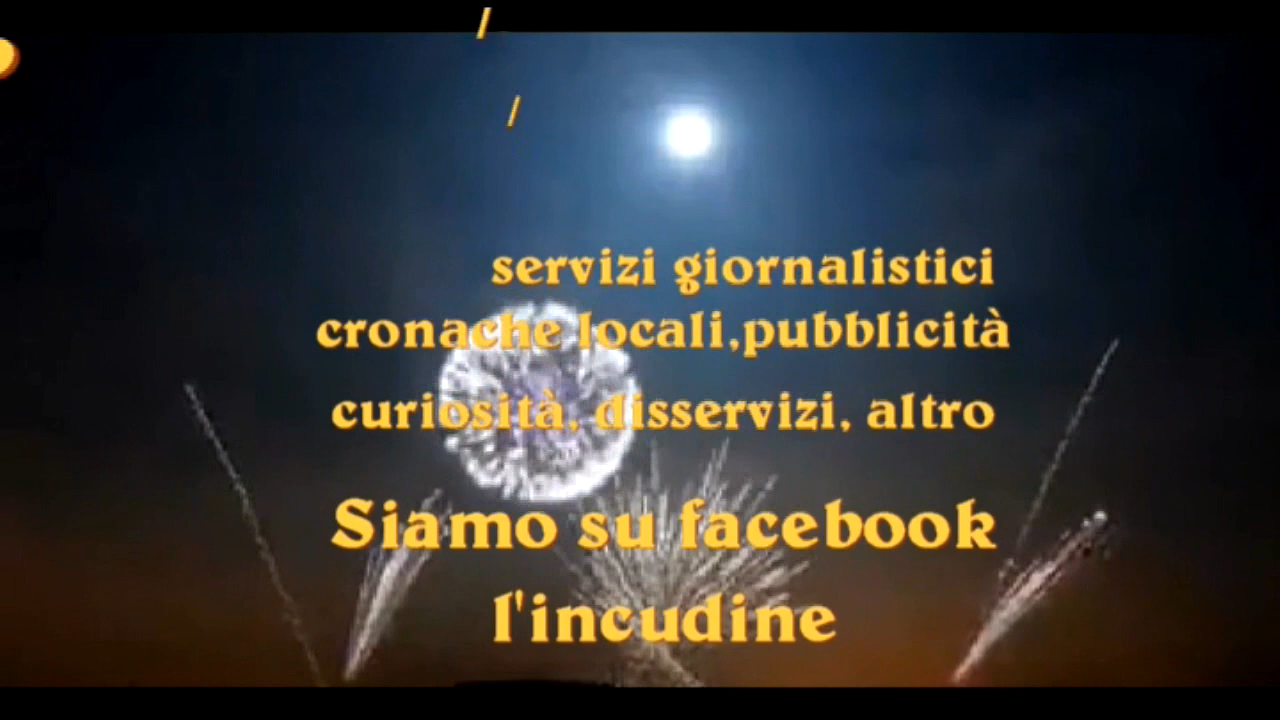 /
/
servizi giornalistici
cronache locali,pubblicità
curiosità, disservizi, altro
Siamo su facebook
l'incudine